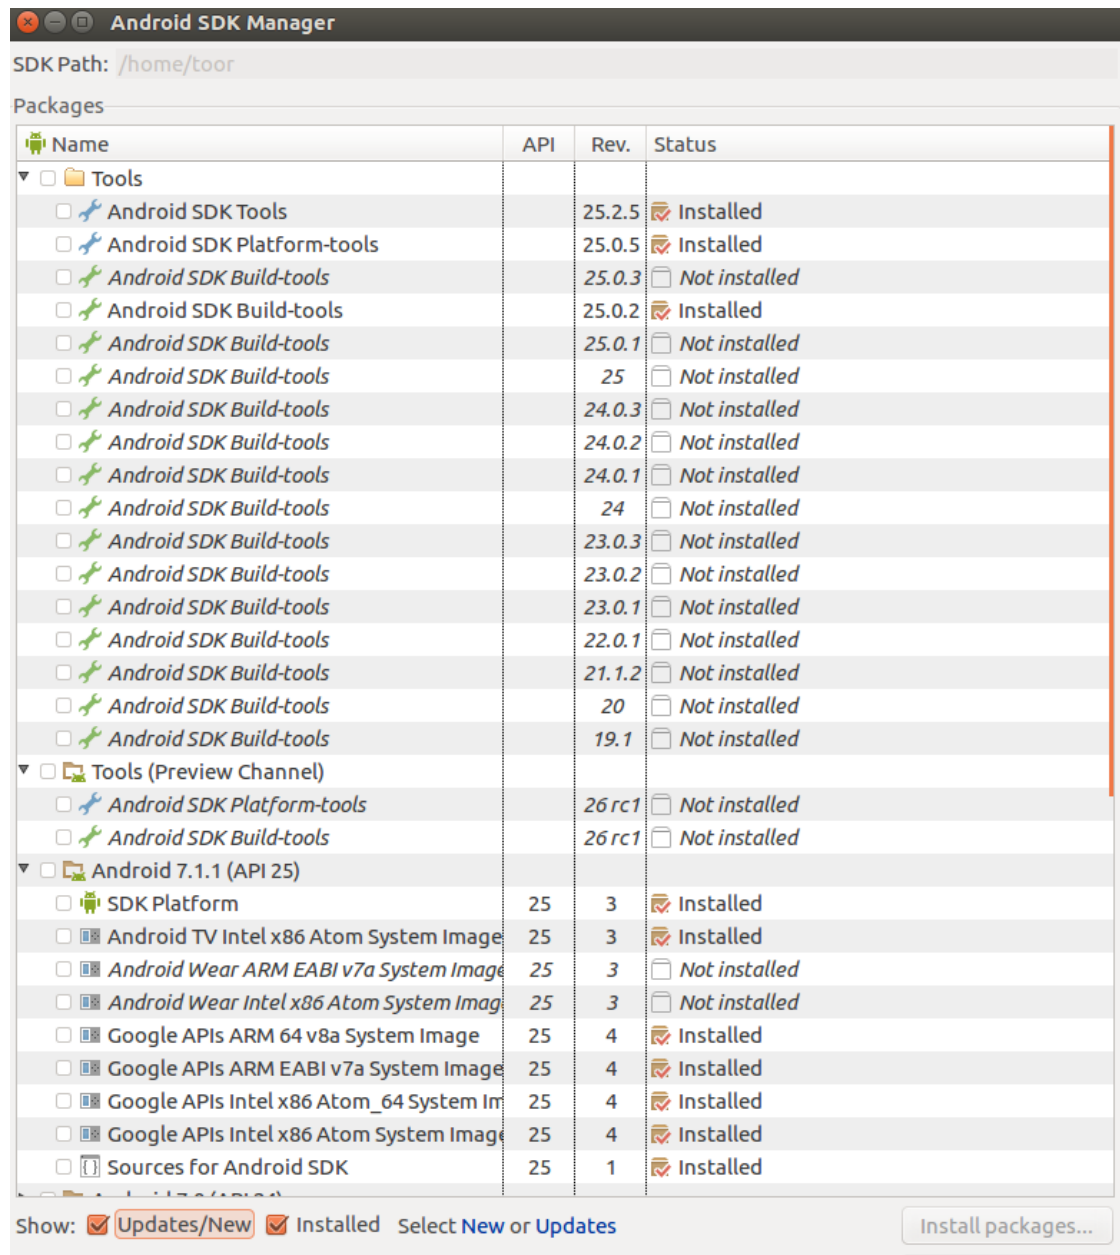 Android SDK Manager
SDK Path: /home/toor
Packages
Name API Rev. Status
Tools
Android SDK Tools 25.2.5 Installed
Android SDK Platform-tools 25.0.5 Installed
Android SDK Build-tools 25.0.3 Not installed
Android SDK Build-tools 25.0.2 Installed
Android SDK Build-tools 25.0.1 Not installed
Android SDK Build-tools 25 Not installed
Android SDK Build-tools 24.0.3 Not installed
Android SDK Build-tools 24.0.2 Not installed
Android SDK Build-tools 24.0.1 Not installed
Android SDK Build-tools 24 Not installed
Android SDK Build-tools 23.0.3 Not installed
Android SDK Build-tools 23.0.2 Not installed
Android SDK Build-tools 23.0.1 Not installed
Android SDK Build-tools 22.0.1 Not installed
Android SDK Build-tools 21.1.2 Not installed
Android SDK Build-tools 20 Not installed
Android SDK Build-tools 19.1 Not installed
Tools (Preview Channel)
Android SDK Platform-tools 26 rc1 Not installed
Android SDK Build-tools 26 rc1 Not installed
Android 7.1.1 (API 25)
SDK Platform 25 3 Installed
Android TV Intel x86 Atom System Image 25 3 Installed
Android Wear ARM EABI v7a System Image 25 3 Not installed
Android Wear Intel x86 Atom System Imag 25 3 Not installed
Google APIs ARM 64 v8a System Image 25 4 Installed
Google APIs ARM EABI v7a System Image 25 4 Installed
Google APIs Intel x86 Atom_64 System Im 25 4 Installed
Google APIs Intel x86 Atom System Image 25 4 Installed
Sources for Android SDK 25 1 Installed
Show: Updates/New Installed Select New or Updates Install packages...